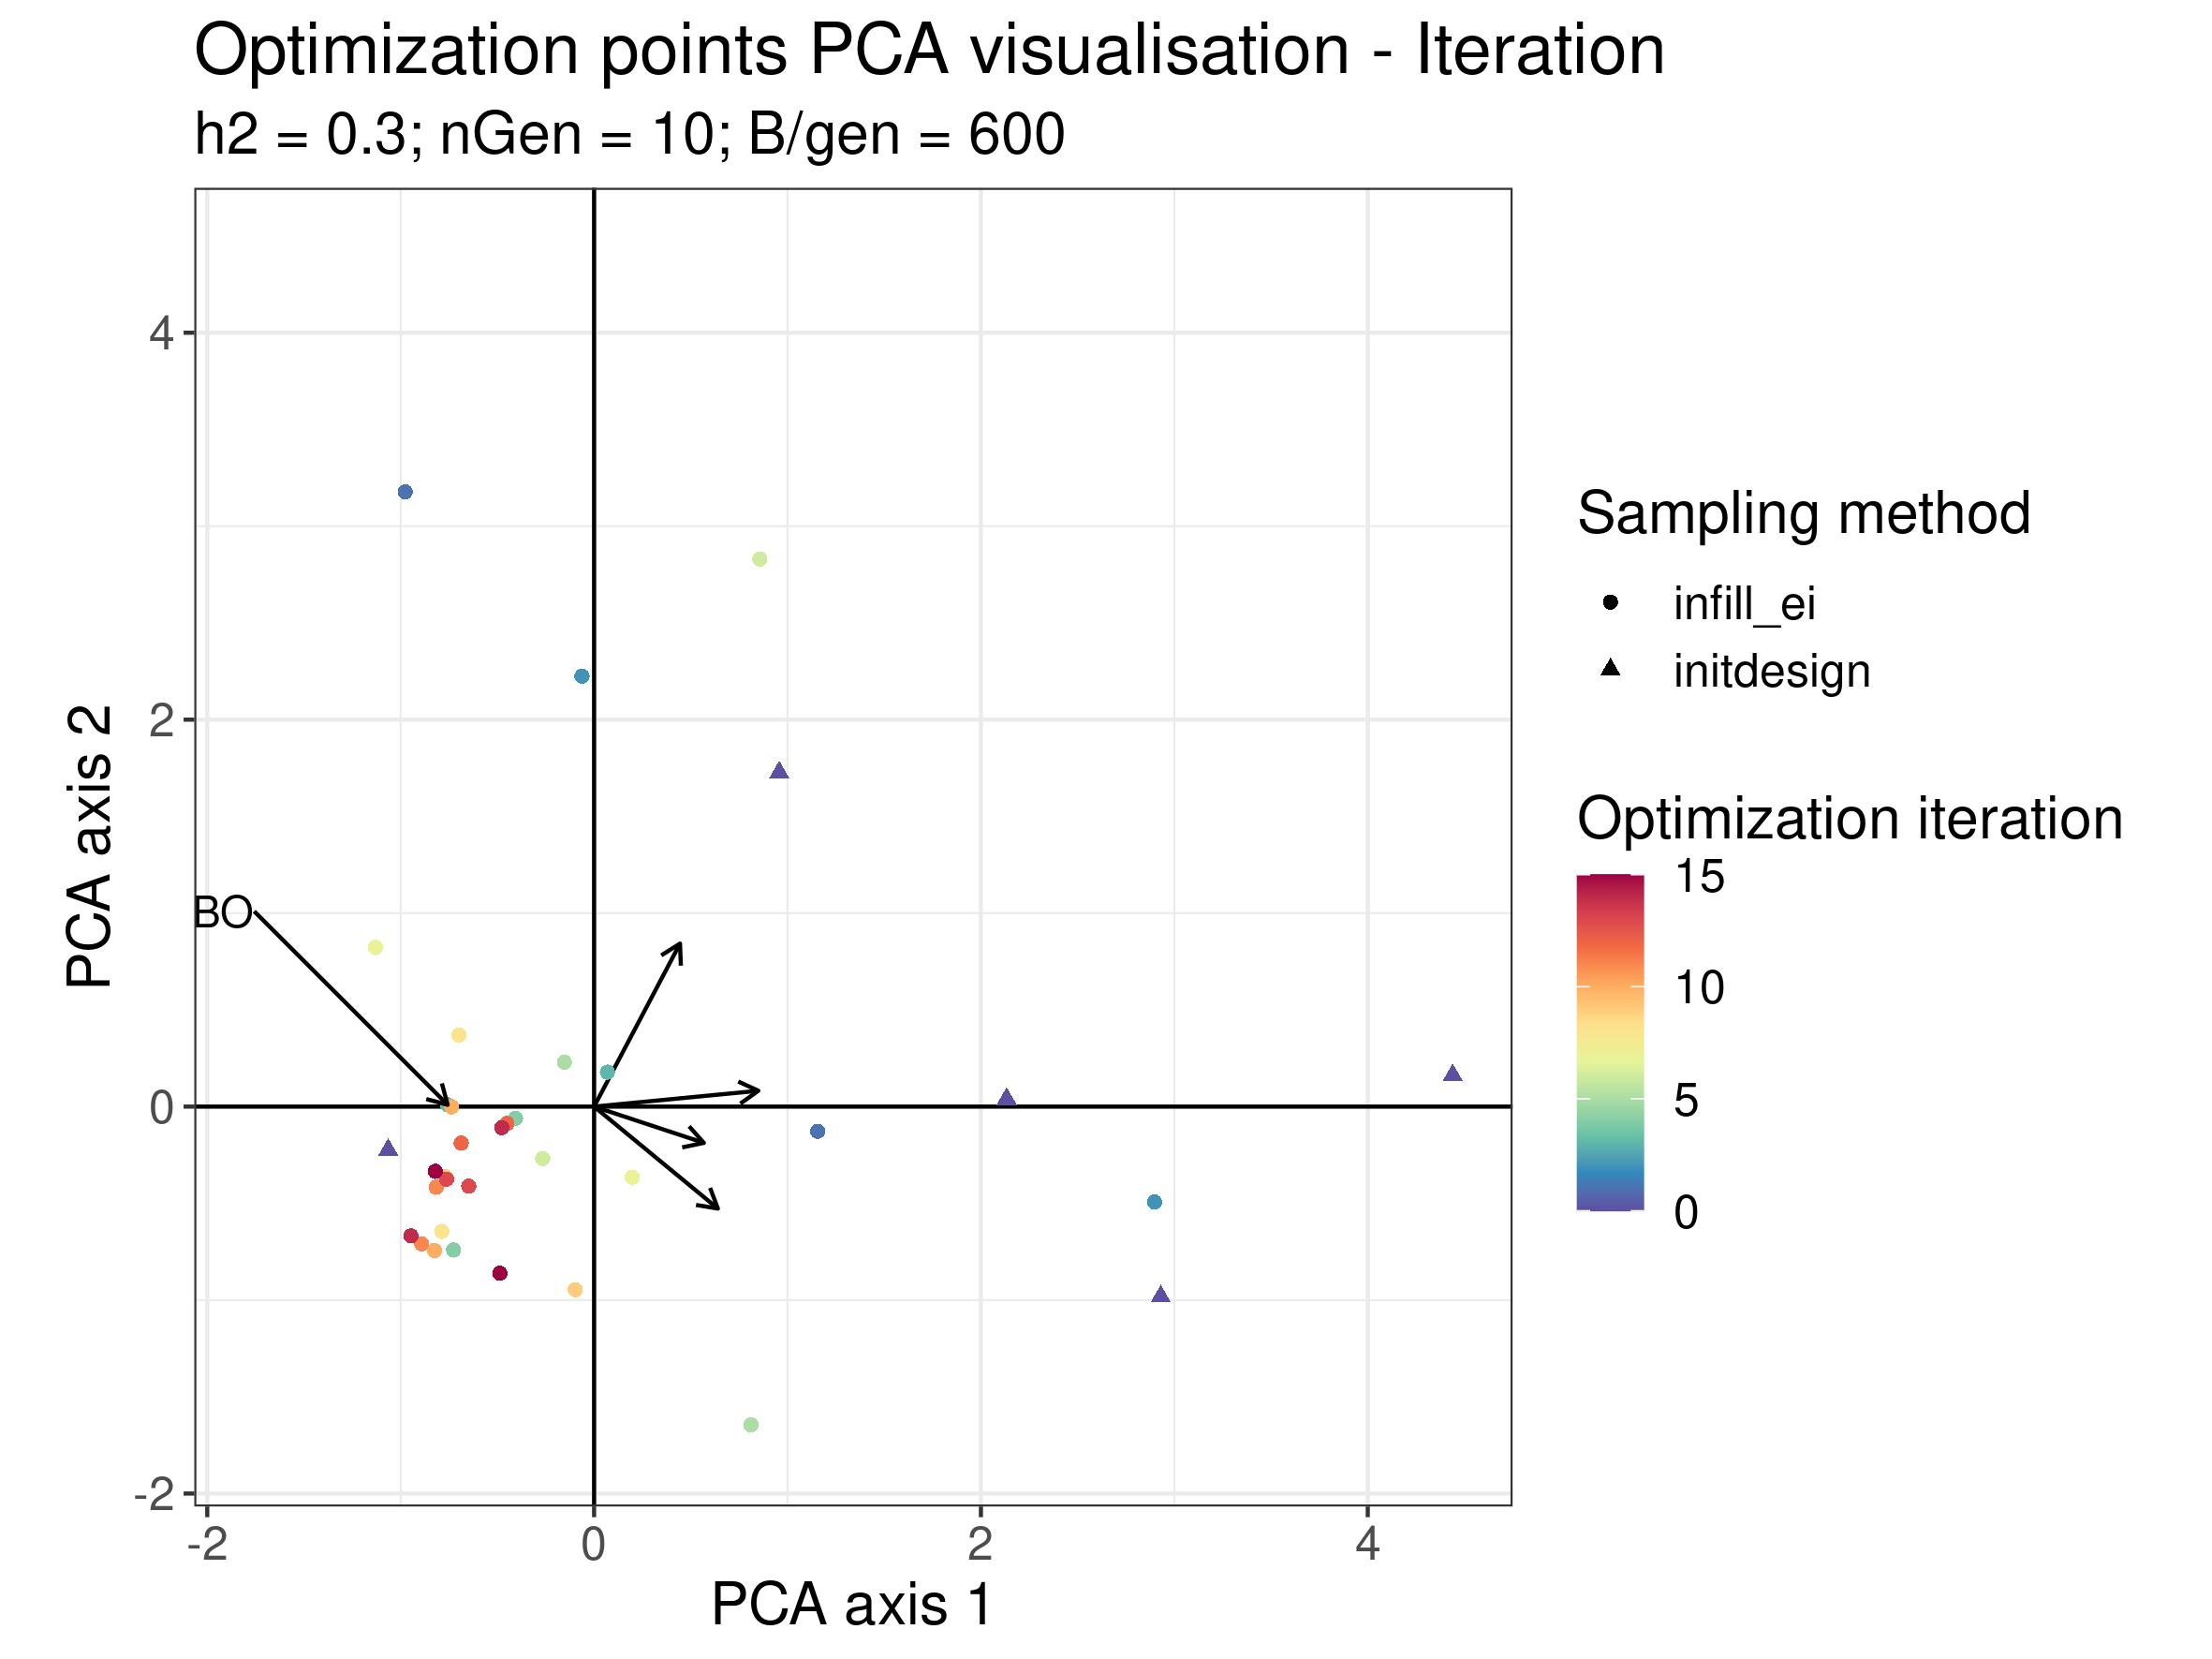 Optimization points PCA visualisation - Iteration
h2 = 0.3; nGen = 10; B/gen = 600
PCA axis 2
4
2
0
-2
BO
-2
0
2
4
PCA axis 1
Sampling method
infill_ei
initdesign
Optimization iteration
15
10
5
0